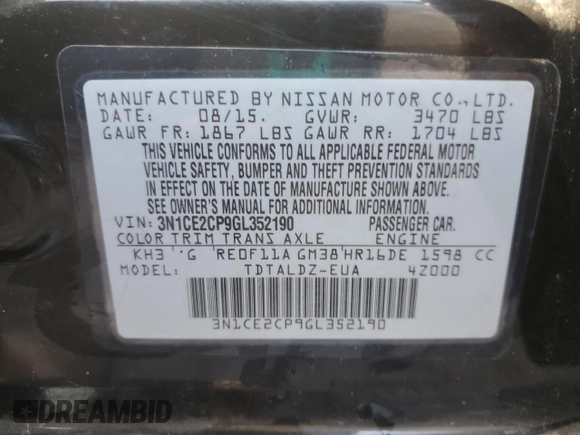 MANUFACTURED BY NISSAN MOTOR CO.,LTD.
DATE: 08/15. GVWR: 3470 LBS
GAWR FR: 1867 LBS GAWR RR: 1704 LBS
THIS VEHICLE CONFORMS TO ALL APPLICABLE FEDERAL MOTOR
VEHICLE SAFETY, BUMPER AND THEFT PREVENTION STANDARDS
IN EFFECT ON THE DATE OF MANUFACTURE SHOWN ABOVE.
SEE OWNER'S MANUAL FOR ADDITIONAL INFORMATION.
VIN: 3N1CE2CP9GL352190 PASSENGER CAR.
COLOR TRIM TRANS AXLE ENGINE
KH3 G RE0F11A GM38 HR16DE 1598 CC
MODEL: TDTALDZ-EUA 4Z000
3N1CE2CP9GL352190
DREAMBID